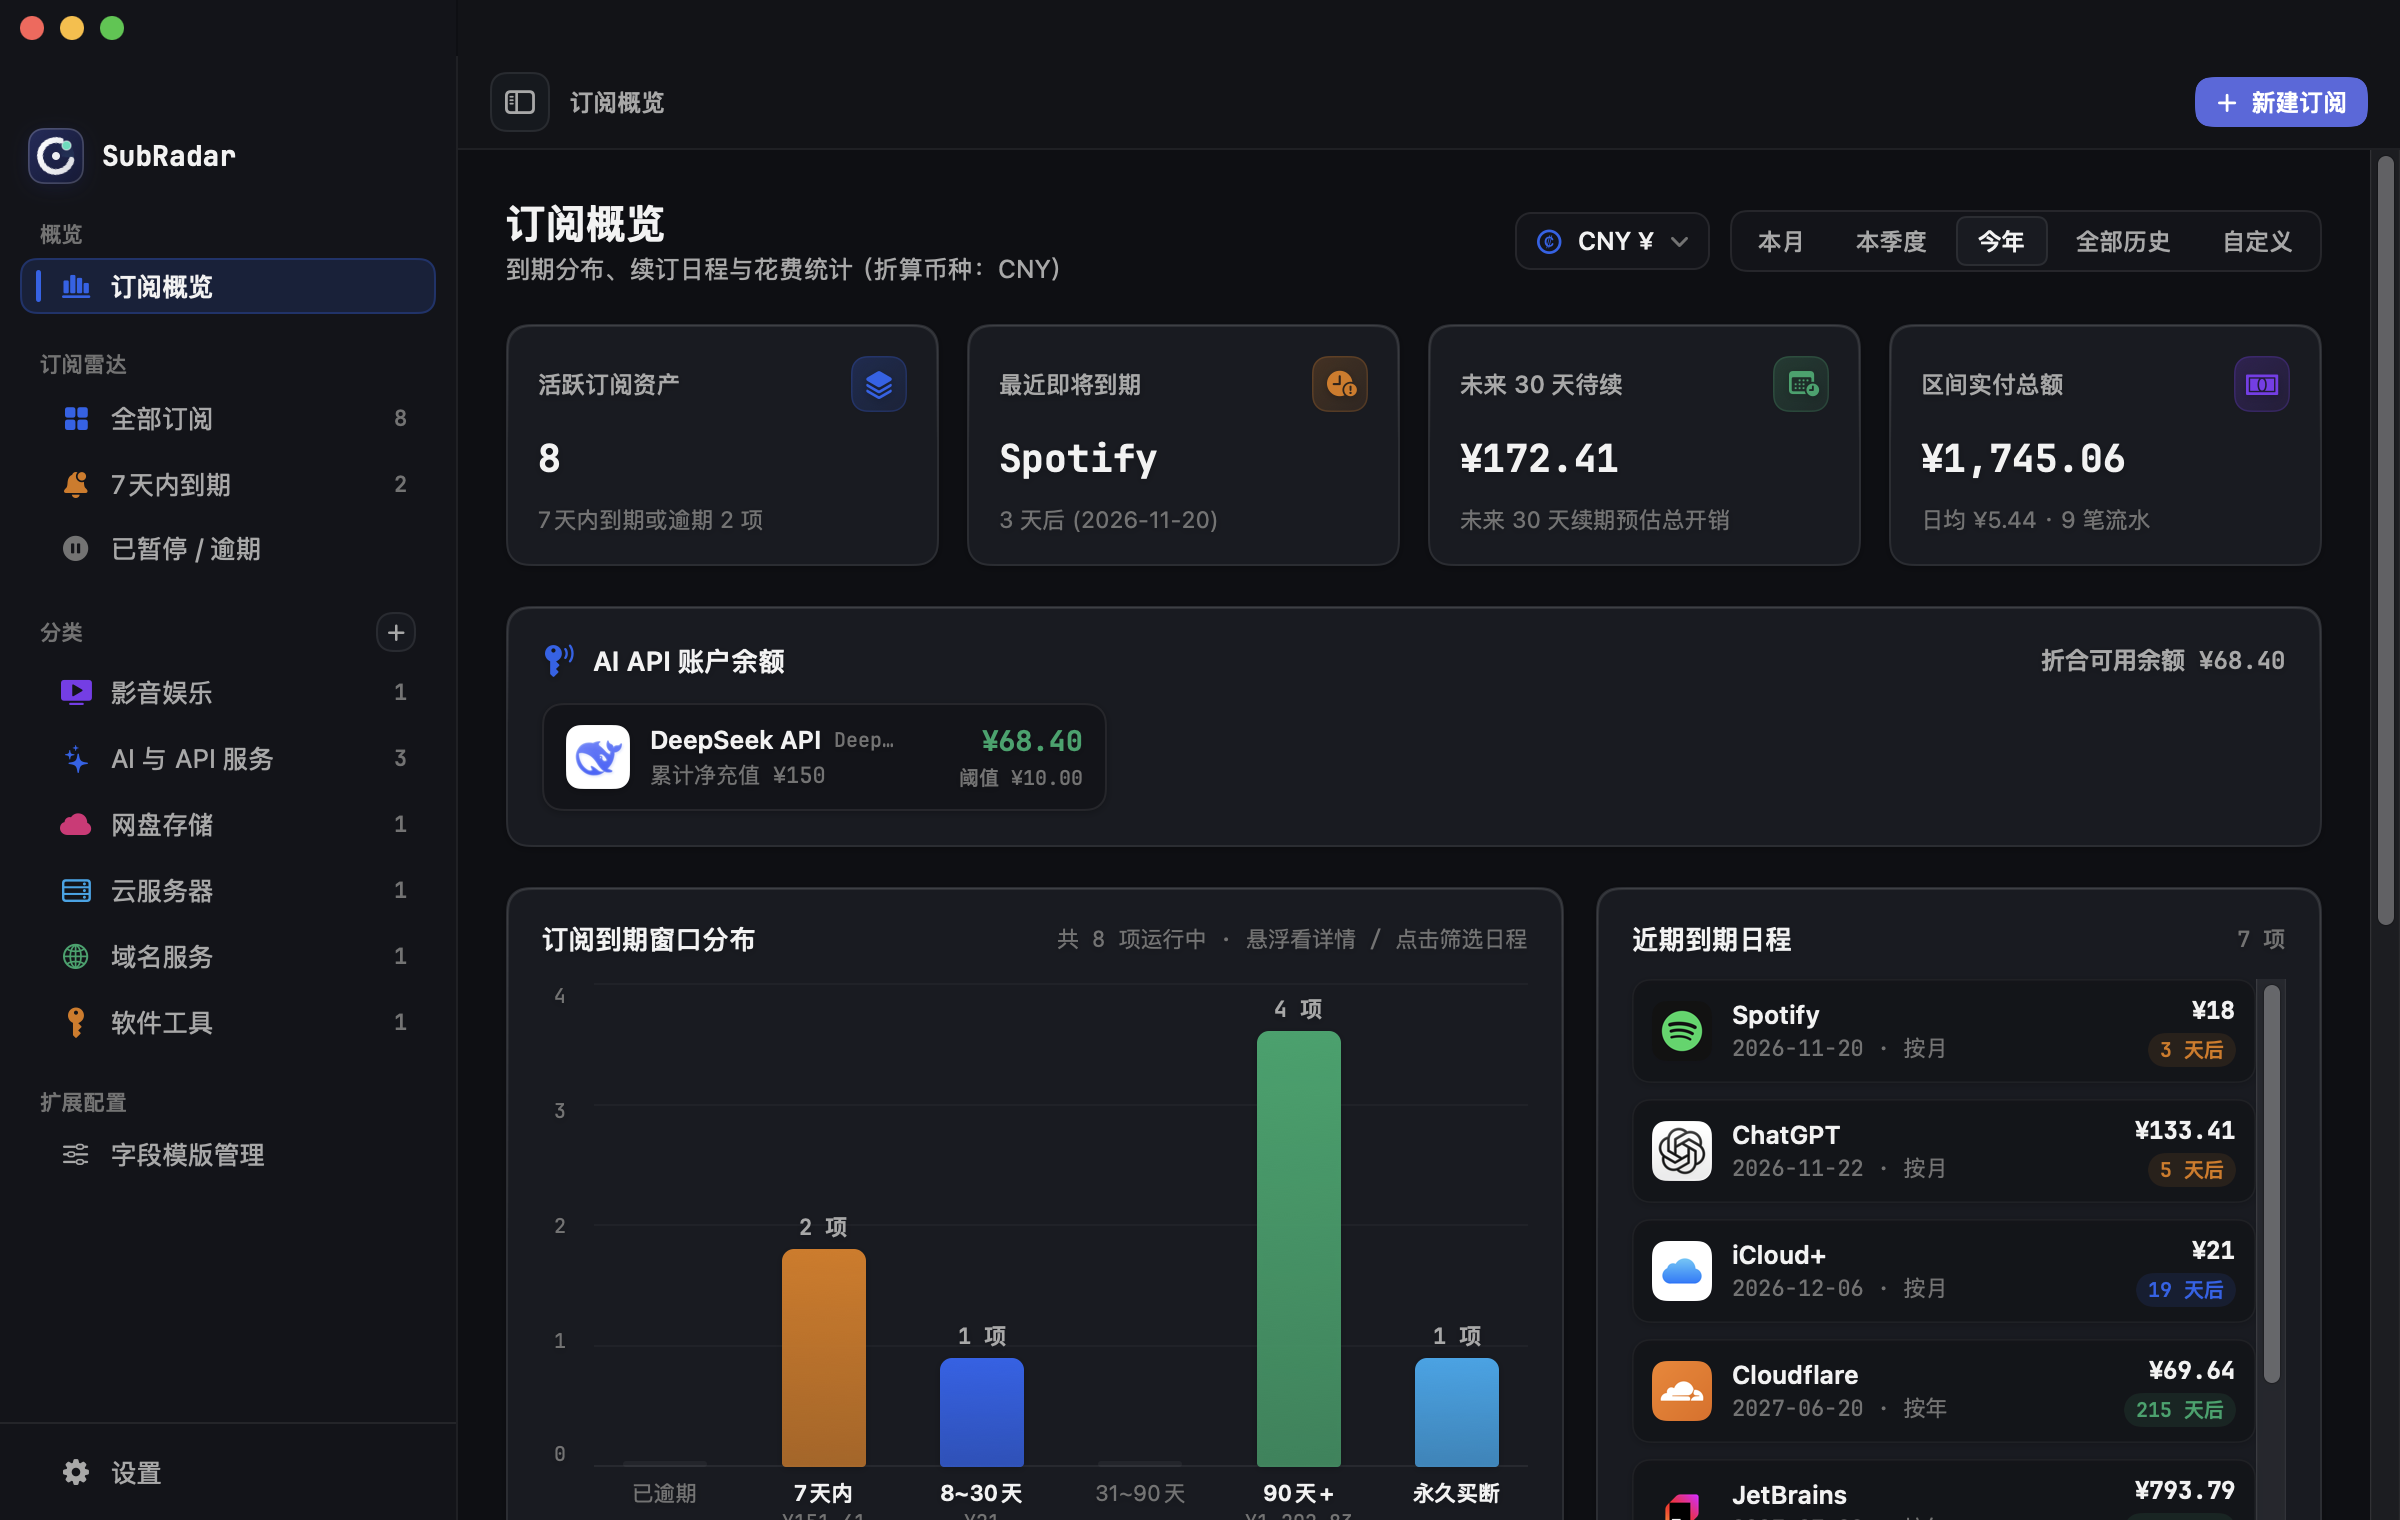 SubRadar
概览
订阅概览
订阅雷达
全部订阅 8
7天内到期 2
已暂停 / 逾期
分类
影音娱乐 1
AI 与 API 服务 3
网盘存储 1
云服务器 1
域名服务 1
软件工具 1
扩展配置
字段模版管理
设置
订阅概览
新建订阅
订阅概览
到期分布、续订日程与花费统计 (折算币种：CNY)
CNY ¥
本月 本季度 今年 全部历史 自定义
活跃订阅资产
8
7天内到期或逾期 2 项
最近即将到期
Spotify
3 天后 (2026-11-20)
未来 30 天待续
¥172.41
未来 30 天续期预估总开销
区间实付总额
¥1,745.06
日均 ¥5.44 · 9 笔流水
AI API 账户余额
折合可用余额 ¥68.40
DeepSeek API Deep… ¥68.40
累计净充值 ¥150 阈值 ¥10.00
订阅到期窗口分布
共 8 项运行中 · 悬浮看详情 / 点击筛选日程
4
3
2
1
0
2 项
1 项
4 项
1 项
已逾期 7天内 8~30天 31~90天 90天+ 永久买断
近期到期日程
7 项
Spotify ¥18
2026-11-20 · 按月 3 天后
ChatGPT ¥133.41
2026-11-22 · 按月 5 天后
iCloud+ ¥21
2026-12-06 · 按月 19 天后
Cloudflare ¥69.64
2027-06-20 · 按年 215 天后
JetBrains ¥793.79